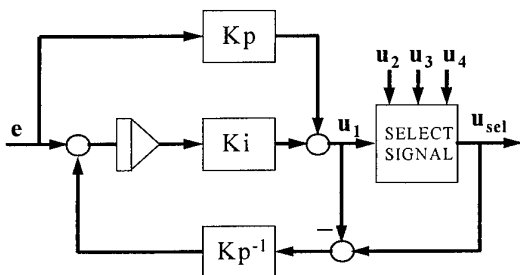 Kp
u2 u3 u4
e
Ki
u1
SELECT
SIGNAL
usel
−
Kp-1